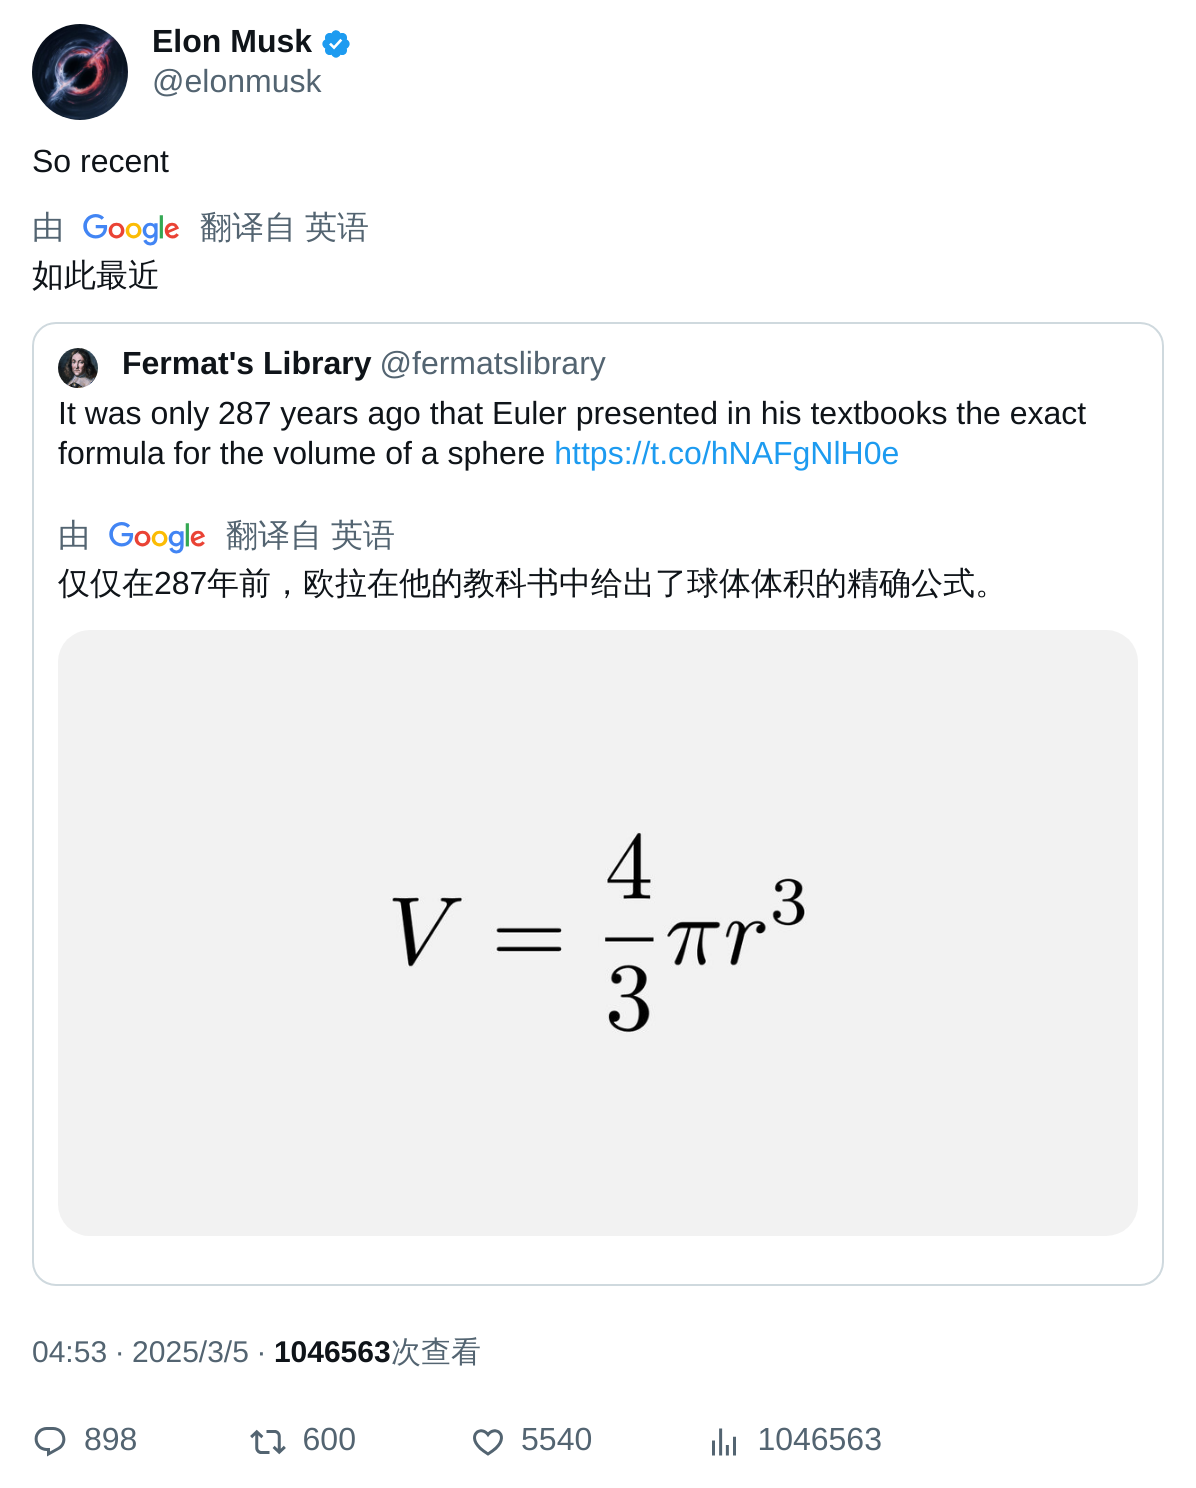 Elon Musk
@elonmusk
So recent
由 Google 翻译自 英语
如此最近
Fermat's Library @fermatslibrary
It was only 287 years ago that Euler presented in his textbooks the exact
formula for the volume of a sphere https://t.co/hNAFgNlH0e
由 Google 翻译自 英语
仅仅在287年前，欧拉在他的教科书中给出了球体体积的精确公式。
V = 4/3 πr³
04:53 · 2025/3/5 · 1046563次查看
898 600 5540 1046563